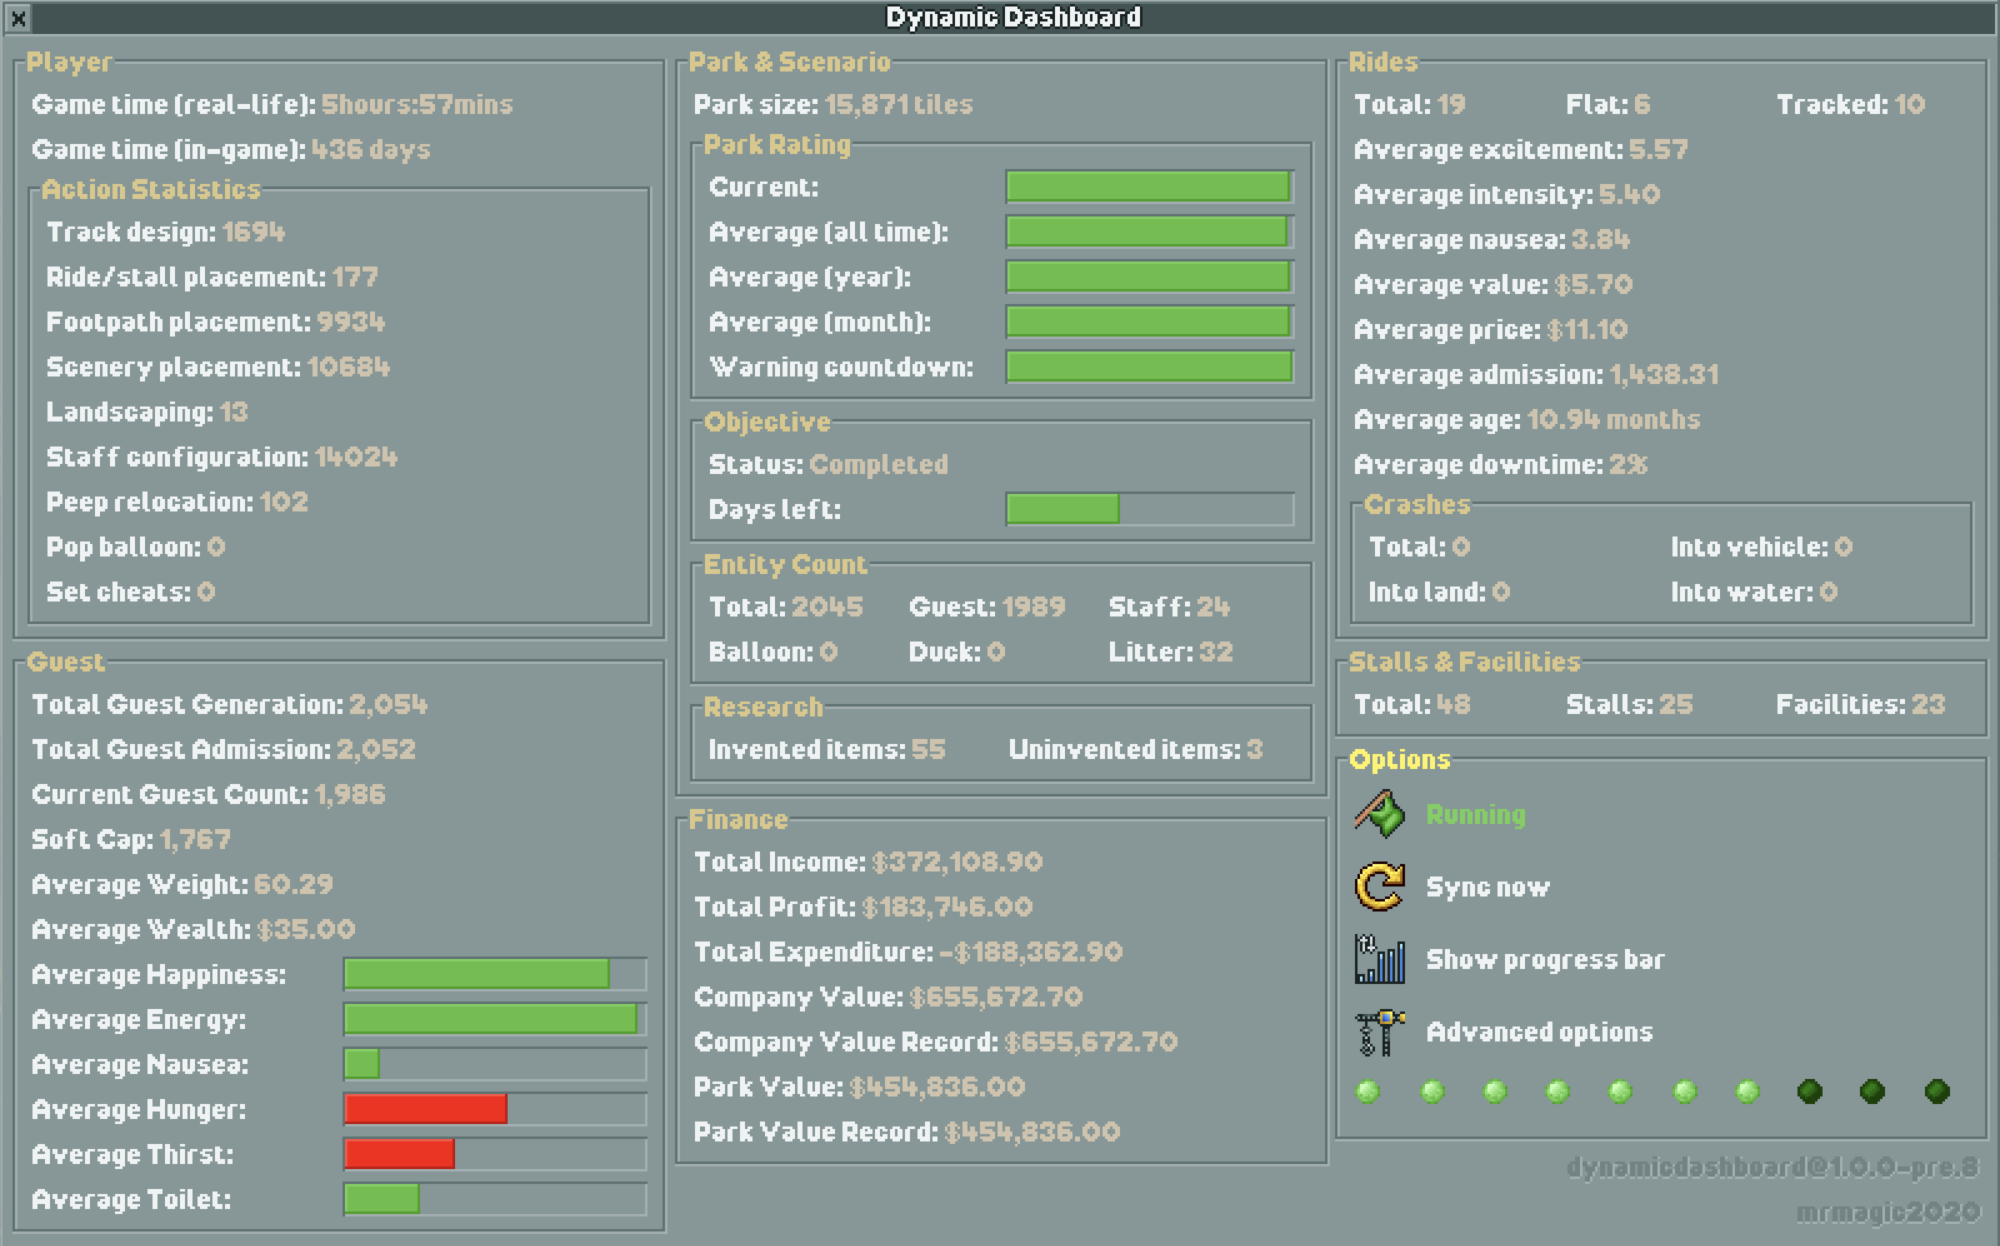 Dynamic Dashboard
Player
Game time (real-life): 5hours:57mins
Game time (in-game): 436 days
Action Statistics
Track design: 1694
Ride/stall placement: 177
Footpath placement: 9934
Scenery placement: 10684
Landscaping: 13
Staff configuration: 14024
Peep relocation: 102
Pop balloon: 0
Set cheats: 0
Guest
Total Guest Generation: 2,054
Total Guest Admission: 2,052
Current Guest Count: 1,986
Soft Cap: 1,767
Average Weight: 60.29
Average Wealth: $35.00
Average Happiness:
Average Energy:
Average Nausea:
Average Hunger:
Average Thirst:
Average Toilet:
Park & Scenario
Park size: 15,871 tiles
Park Rating
Current:
Average (all time):
Average (year):
Average (month):
Warning countdown:
Objective
Status: Completed
Days left:
Entity Count
Total: 2045 Guest: 1989 Staff: 24
Balloon: 0 Duck: 0 Litter: 32
Research
Invented items: 55 Uninvented items: 3
Finance
Total Income: $372,108.90
Total Profit: $183,746.00
Total Expenditure: -$188,362.90
Company Value: $655,672.70
Company Value Record: $655,672.70
Park Value: $454,836.00
Park Value Record: $454,836.00
Rides
Total: 19 Flat: 6 Tracked: 10
Average excitement: 5.57
Average intensity: 5.40
Average nausea: 3.84
Average value: $5.70
Average price: $11.10
Average admission: 1,438.31
Average age: 10.94 months
Average downtime: 2%
Crashes
Total: 0 Into vehicle: 0
Into land: 0 Into water: 0
Stalls & Facilities
Total: 48 Stalls: 25 Facilities: 23
Options
Running
Sync now
Show progress bar
Advanced options
dynamicdashboard@1.0.0-pre.8
mrmagic2020